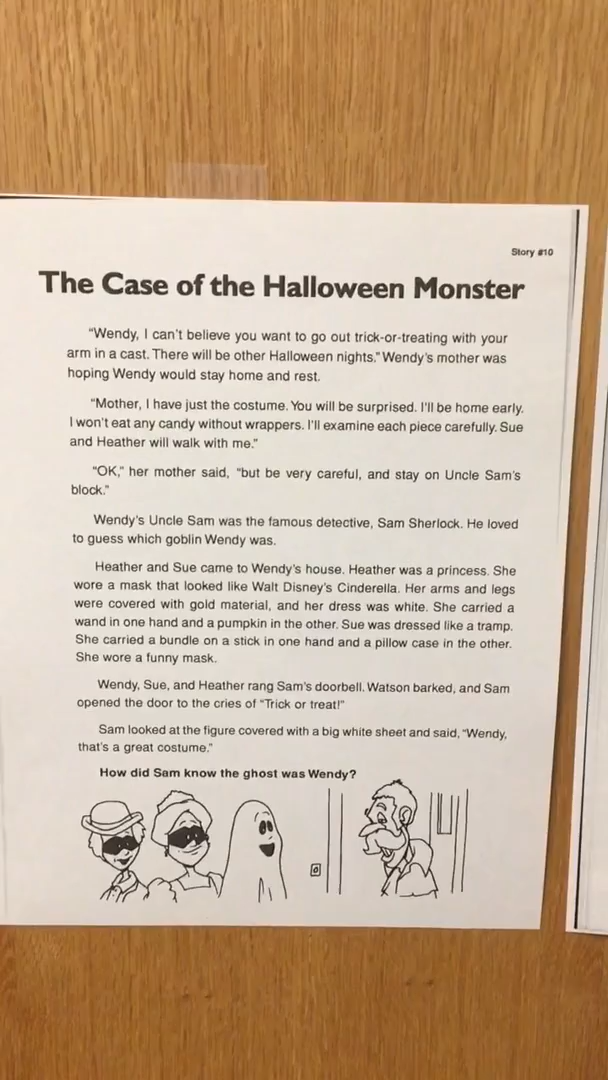 Story #10
The Case of the Halloween Monster
“Wendy, I can’t believe you want to go out trick-or-treating with your
arm in a cast. There will be other Halloween nights.” Wendy’s mother was
hoping Wendy would stay home and rest.
“Mother, I have just the costume. You will be surprised. I’ll be home early.
I won’t eat any candy without wrappers. I’ll examine each piece carefully. Sue
and Heather will walk with me.”
“OK,” her mother said, “but be very careful, and stay on Uncle Sam’s
block.”
Wendy’s Uncle Sam was the famous detective, Sam Sherlock. He loved
to guess which goblin Wendy was.
Heather and Sue came to Wendy’s house. Heather was a princess. She
wore a mask that looked like Walt Disney’s Cinderella. Her arms and legs
were covered with gold material, and her dress was white. She carried a
wand in one hand and a pumpkin in the other. Sue was dressed like a tramp.
She carried a bundle on a stick in one hand and a pillow case in the other.
She wore a funny mask.
Wendy, Sue, and Heather rang Sam’s doorbell. Watson barked, and Sam
opened the door to the cries of “Trick or treat!”
Sam looked at the figure covered with a big white sheet and said, “Wendy,
that’s a great costume.”
How did Sam know the ghost was Wendy?